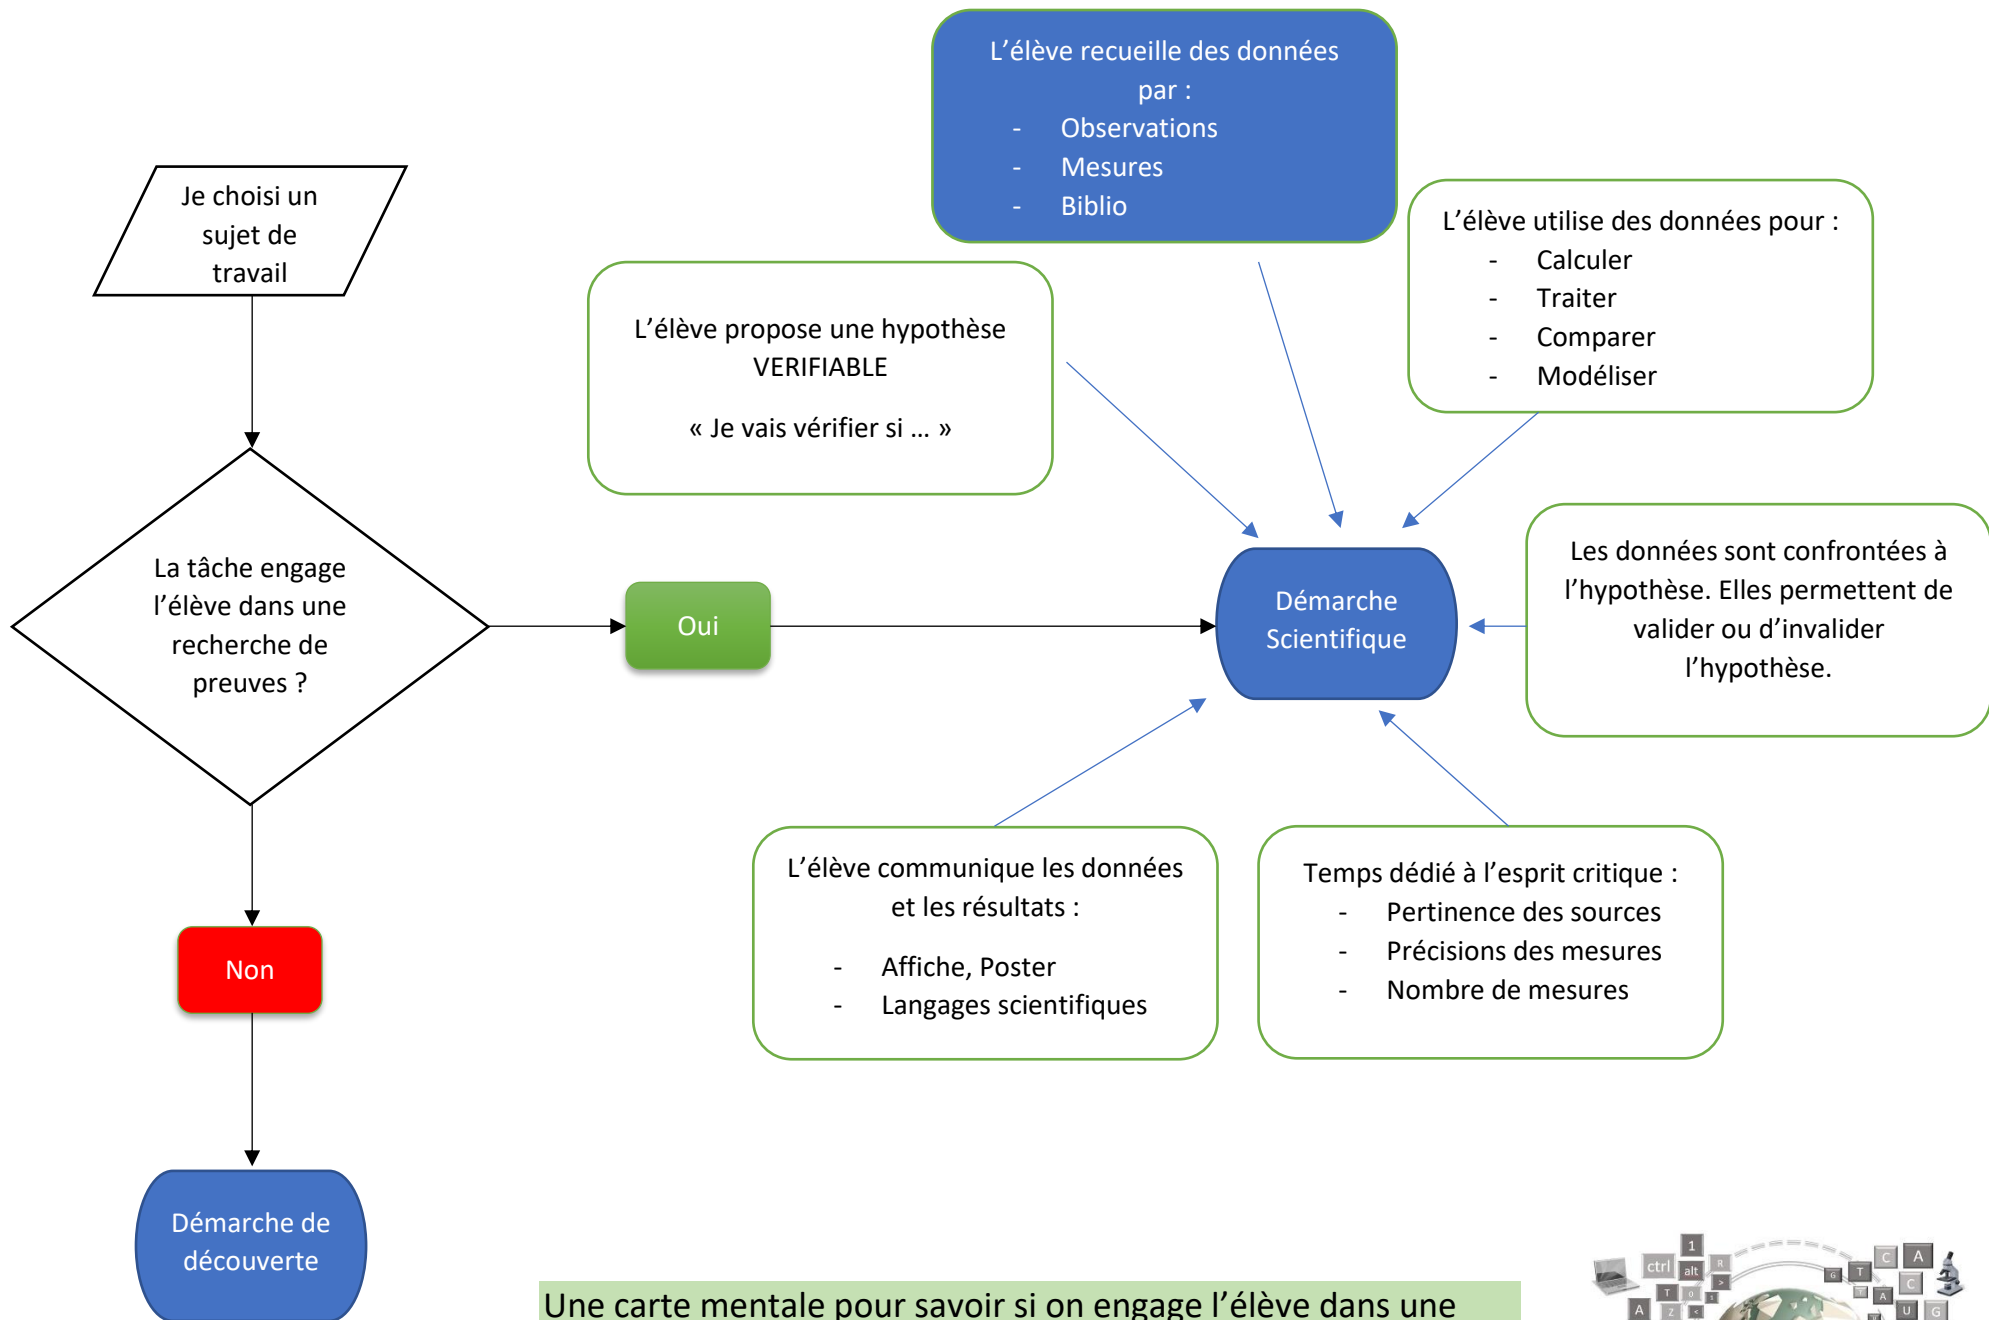 L'élève recueille des données
par :
- Observations
- Mesures
- Biblio
Je choisi un
sujet de
travail
L'élève utilise des données pour :
- Calculer
- Traiter
- Comparer
- Modéliser
L'élève propose une hypothèse
VERIFIABLE
« Je vais vérifier si ... »
La tâche engage
l'élève dans une
recherche de
preuves ?
Oui
Démarche
Scientifique
Les données sont confrontées à
l'hypothèse. Elles permettent de
valider ou d'invalider
l'hypothèse.
L'élève communique les données
et les résultats :
- Affiche, Poster
- Langages scientifiques
Temps dédié à l'esprit critique :
- Pertinence des sources
- Précisions des mesures
- Nombre de mesures
Non
Démarche de
découverte
Une carte mentale pour savoir si on engage l'élève dans une
1
ctrl alt R
>
A T 0 1
Z <
C A
G T C
T A
U G